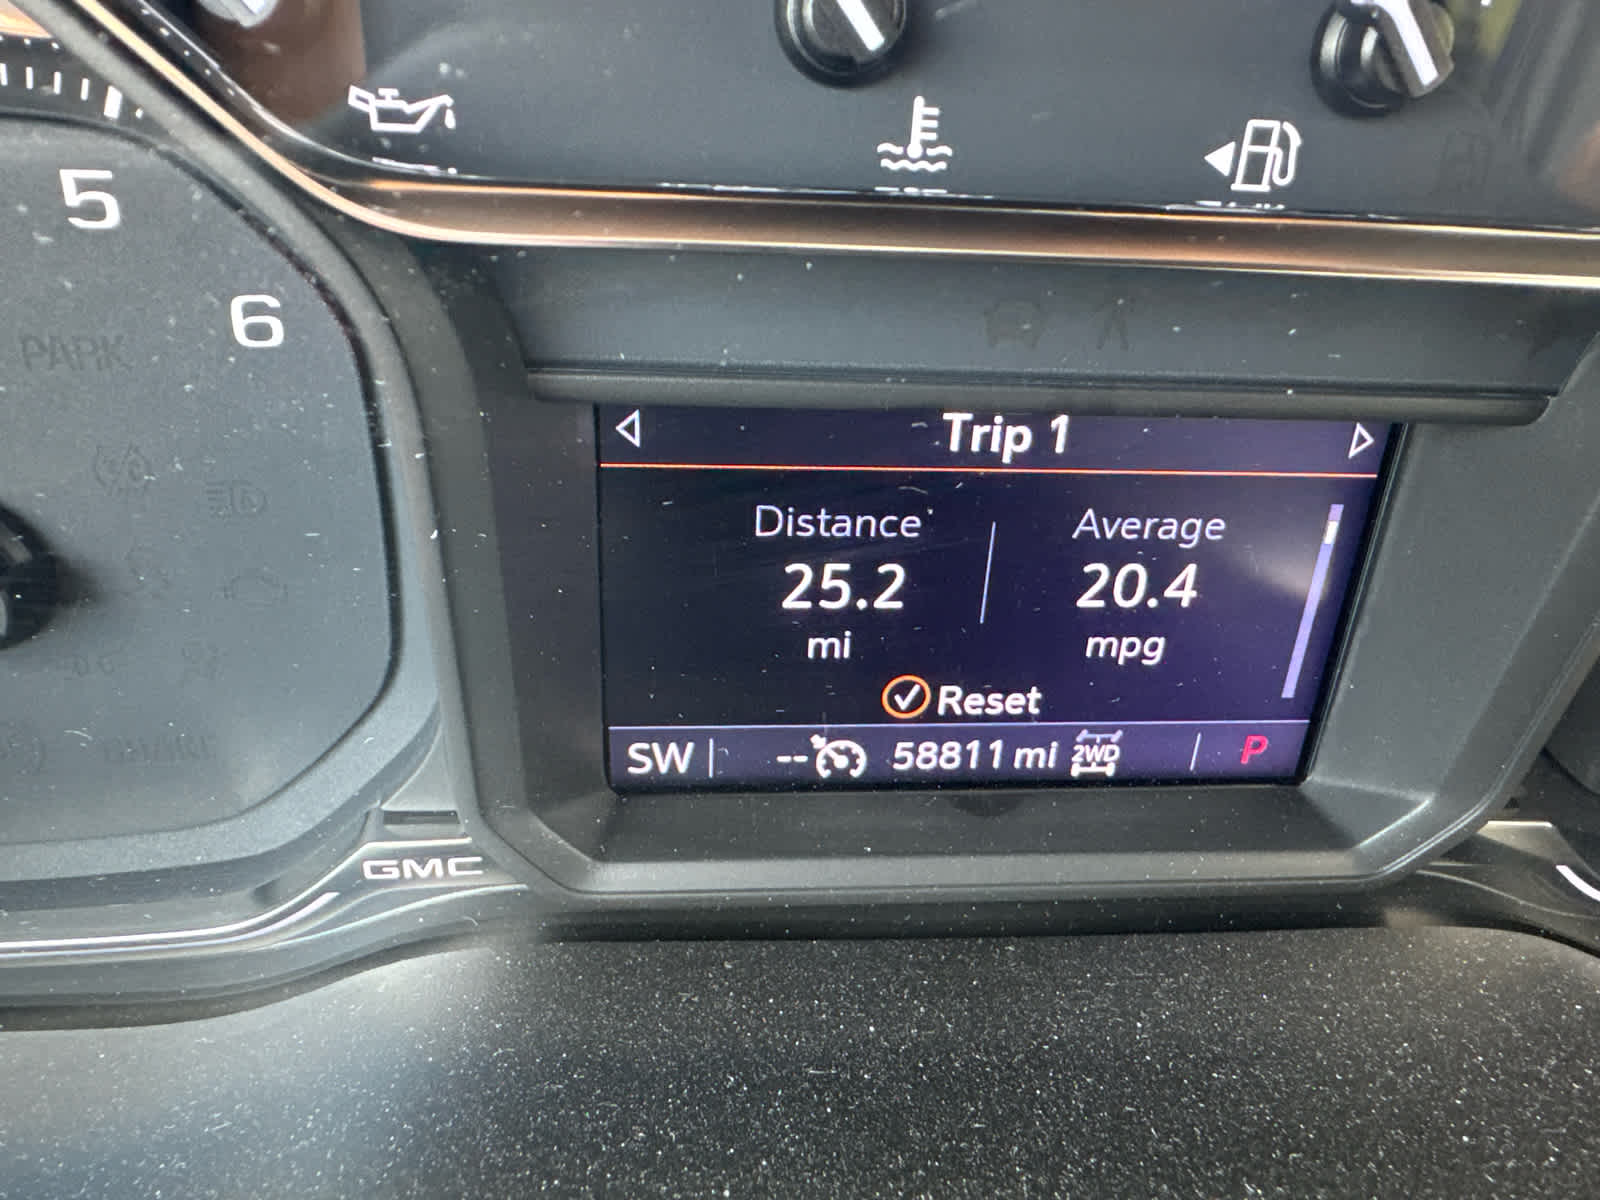 5
6
PARK
Trip 1
Distance
Average
25.2
20.4
mi
mpg
Reset
SW
--
58811 mi
2WD
P
GMC